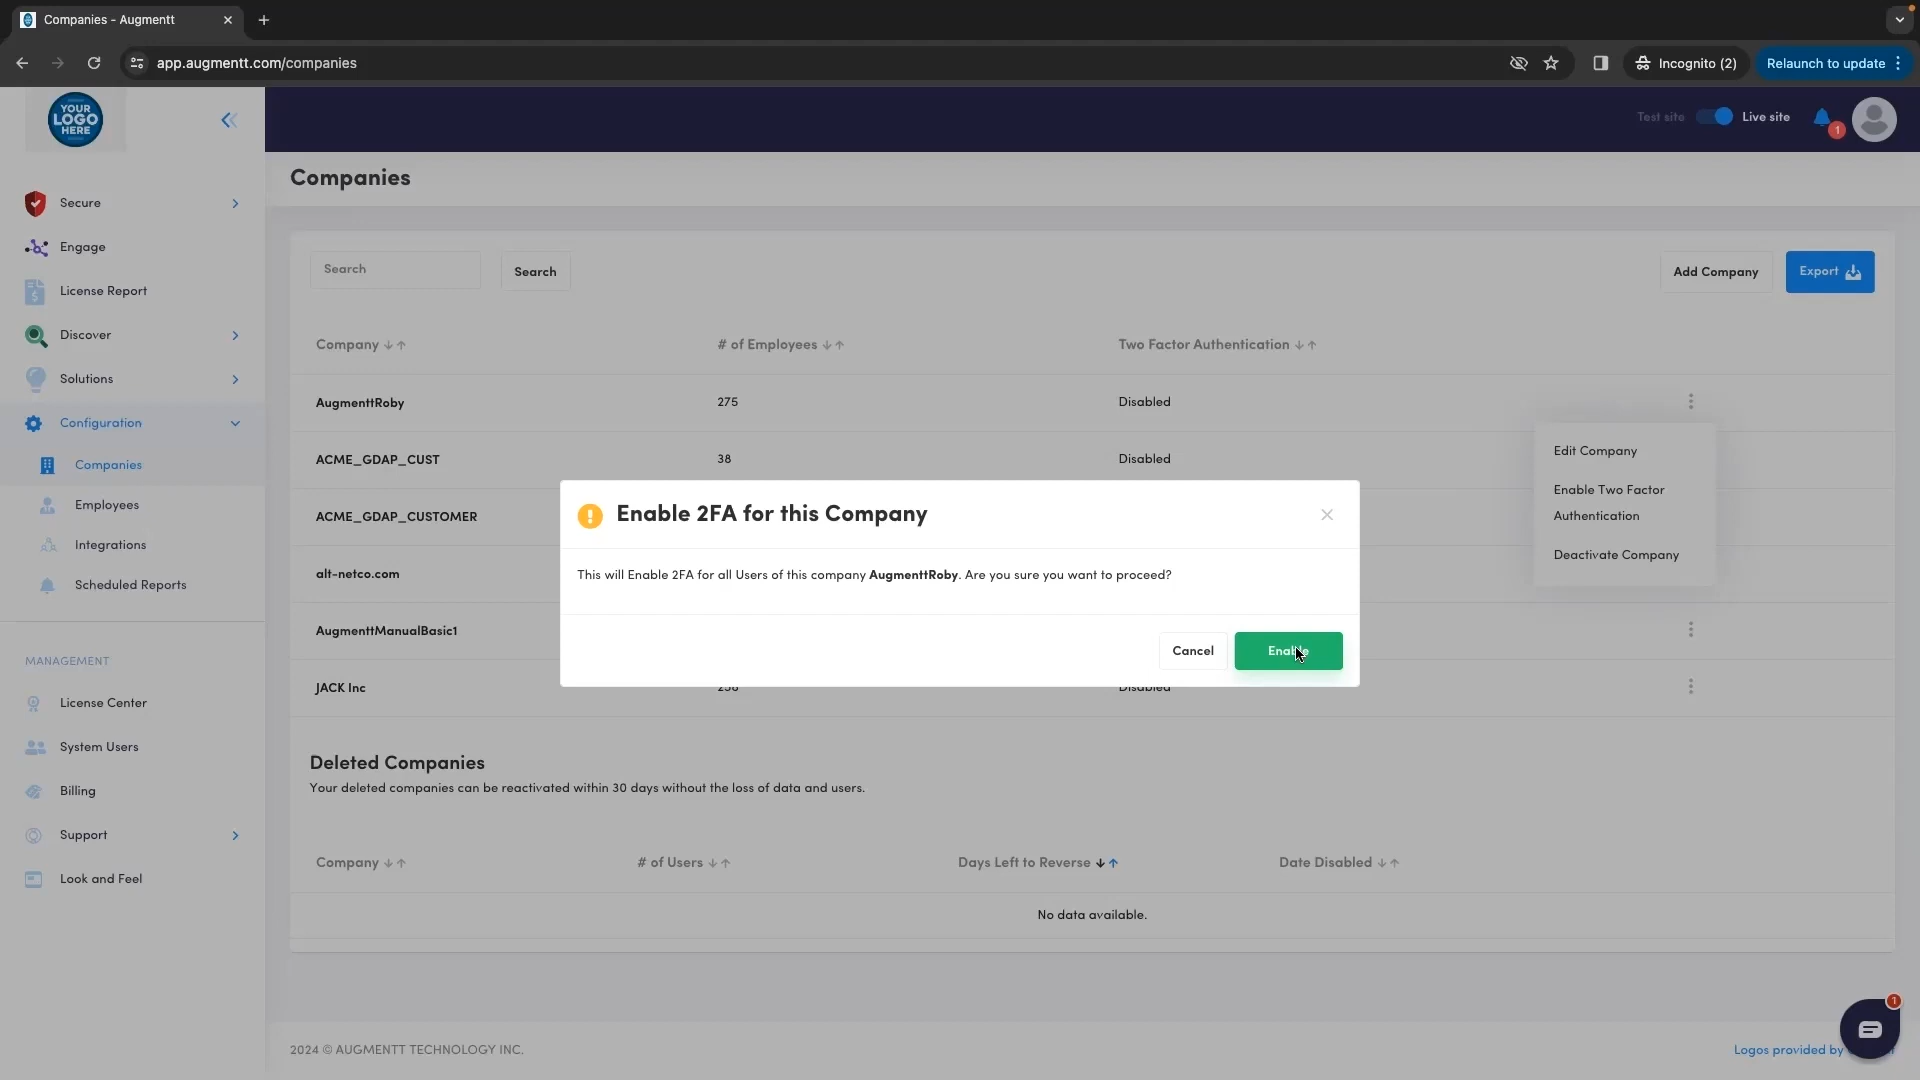 Companies - Augmentt
app.augmentt.com/companies
Incognito (2)
Relaunch to update
YOUR
LOGO
HERE
Test site
Live site
1
Secure
Engage
License Report
Discover
Solutions
Configuration
Companies
Employees
Integrations
Scheduled Reports
MANAGEMENT
License Center
System Users
Billing
Support
Look and Feel
Companies
Search
Search
Add Company
Export
Company
# of Employees
Two Factor Authentication
AugmenttRoby
275
Disabled
ACME_GDAP_CUST
38
Disabled
ACME_GDAP_CUSTOMER
alt-netco.com
AugmenttManualBasic1
JACK Inc
Disabled
Edit Company
Enable Two Factor
Authentication
Deactivate Company
Enable 2FA for this Company
This will Enable 2FA for all Users of this company AugmenttRoby. Are you sure you want to proceed?
Cancel
Enable
Deleted Companies
Your deleted companies can be reactivated within 30 days without the loss of data and users.
Company
# of Users
Days Left to Reverse
Date Disabled
No data available.
2024 © AUGMENTT TECHNOLOGY INC.
Logos provided by
1